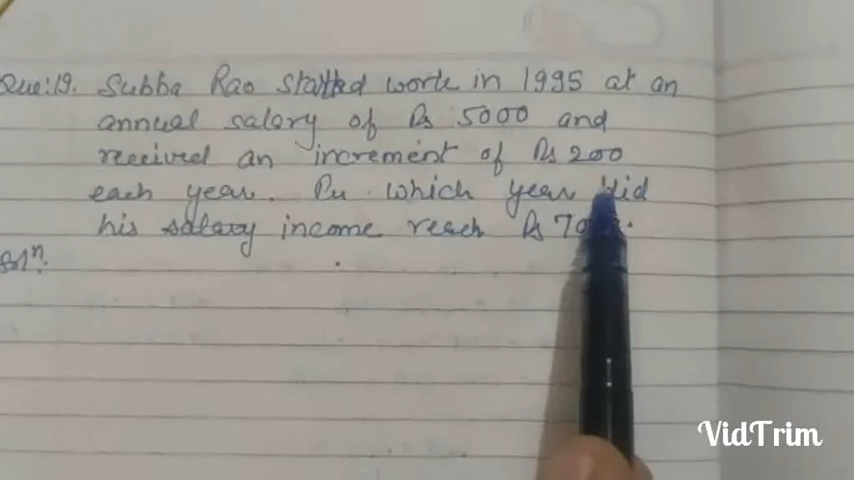 Que:19. Subba Rao started work in 1995 at an
annual salary of Rs 5000 and
received an increment of Rs 200
each year. In which year did
his salary income reach Rs
Solⁿ:
VidTrim